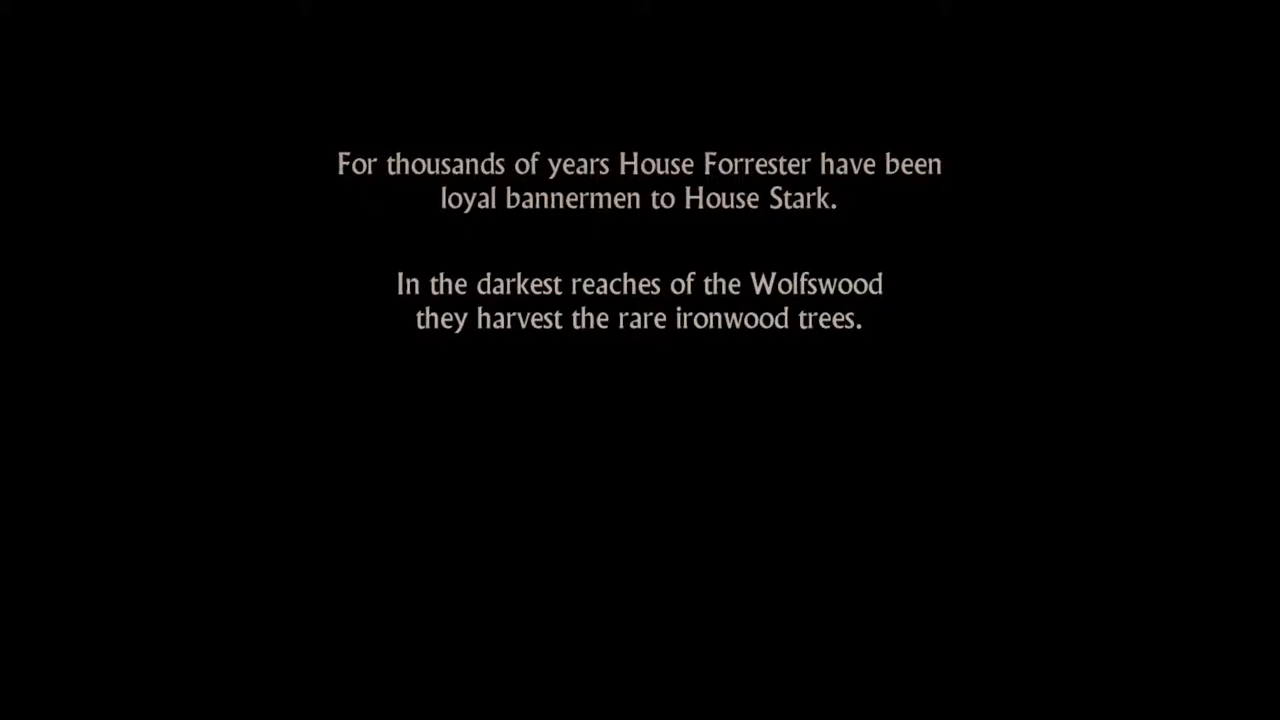 For thousands of years House Forrester have been
loyal bannermen to House Stark.
In the darkest reaches of the Wolfswood
they harvest the rare ironwood trees.